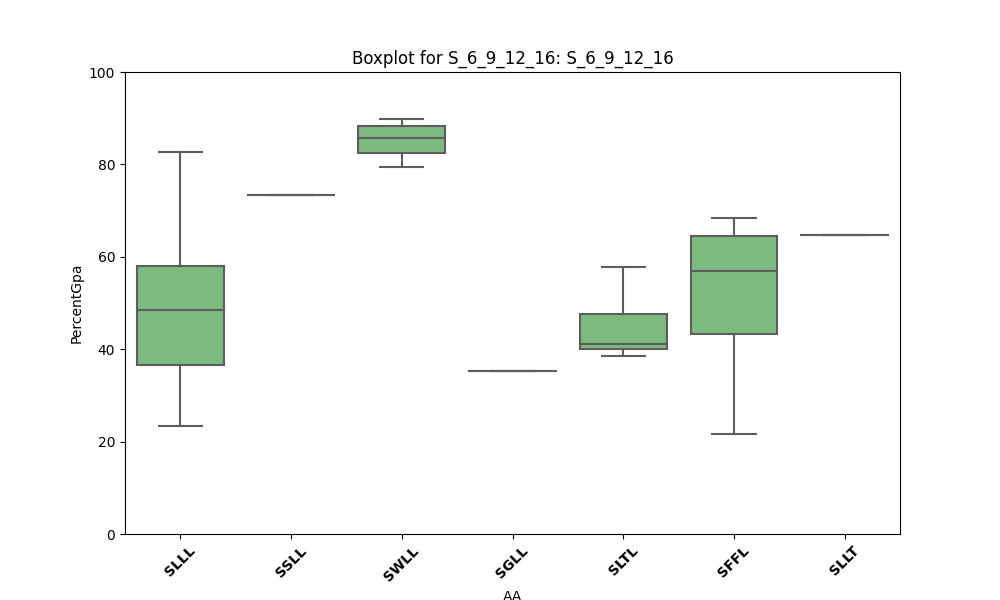 Boxplot for S_6_9_12_16: S_6_9_12_16
100
80
60
40
20
0
PercentGpa
SLLL
SSLL
SWLL
SGLL
SLTL
SFFL
SLLT
AA